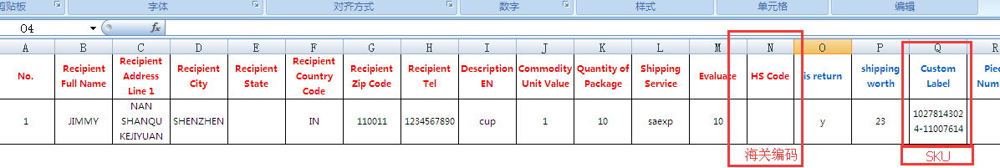 剪贴板 字体 对齐方式 数字 样式 单元格 编辑
O4 fx
A B C D E F G H I J K L M N O P Q R
No. Recipient Full Name Recipient Address Line 1 Recipient City Recipient State Recipient Country Code Recipient Zip Code Recipient Tel Description EN Commodity Unit Value Quantity of Package Shipping Service Evaluate HS Code is return shipping worth Custom Label Piec Num
1 JIMMY NAN SHANQU KEJIYUAN SHENZHEN IN 110011 1234567890 cup 1 10 saexp 10 y 23 1027814302 4-11007614
海关编码 SKU